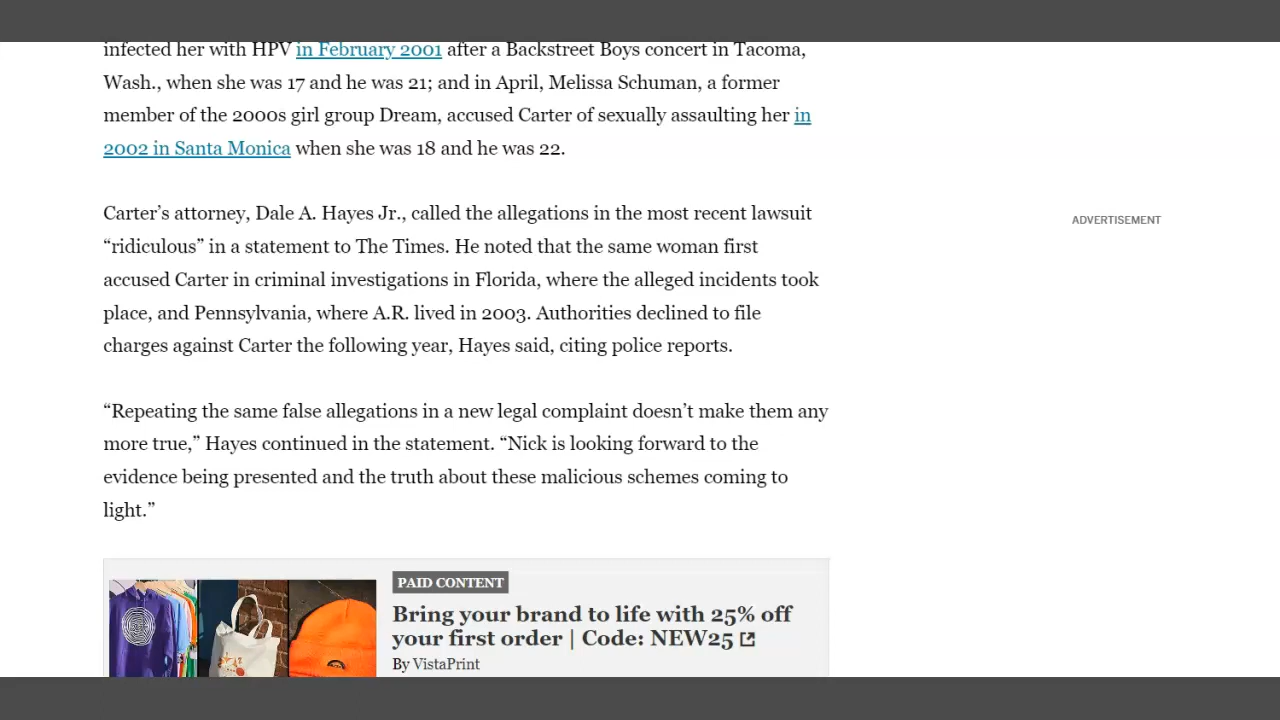 infected her with HPV in February 2001 after a Backstreet Boys concert in Tacoma,
Wash., when she was 17 and he was 21; and in April, Melissa Schuman, a former
member of the 2000s girl group Dream, accused Carter of sexually assaulting her in
2002 in Santa Monica when she was 18 and he was 22.
Carter’s attorney, Dale A. Hayes Jr., called the allegations in the most recent lawsuit
“ridiculous” in a statement to The Times. He noted that the same woman first
accused Carter in criminal investigations in Florida, where the alleged incidents took
place, and Pennsylvania, where A.R. lived in 2003. Authorities declined to file
charges against Carter the following year, Hayes said, citing police reports.
“Repeating the same false allegations in a new legal complaint doesn’t make them any
more true,” Hayes continued in the statement. “Nick is looking forward to the
evidence being presented and the truth about these malicious schemes coming to
light.”
ADVERTISEMENT
PAID CONTENT
Bring your brand to life with 25% off
your first order | Code: NEW25
By VistaPrint